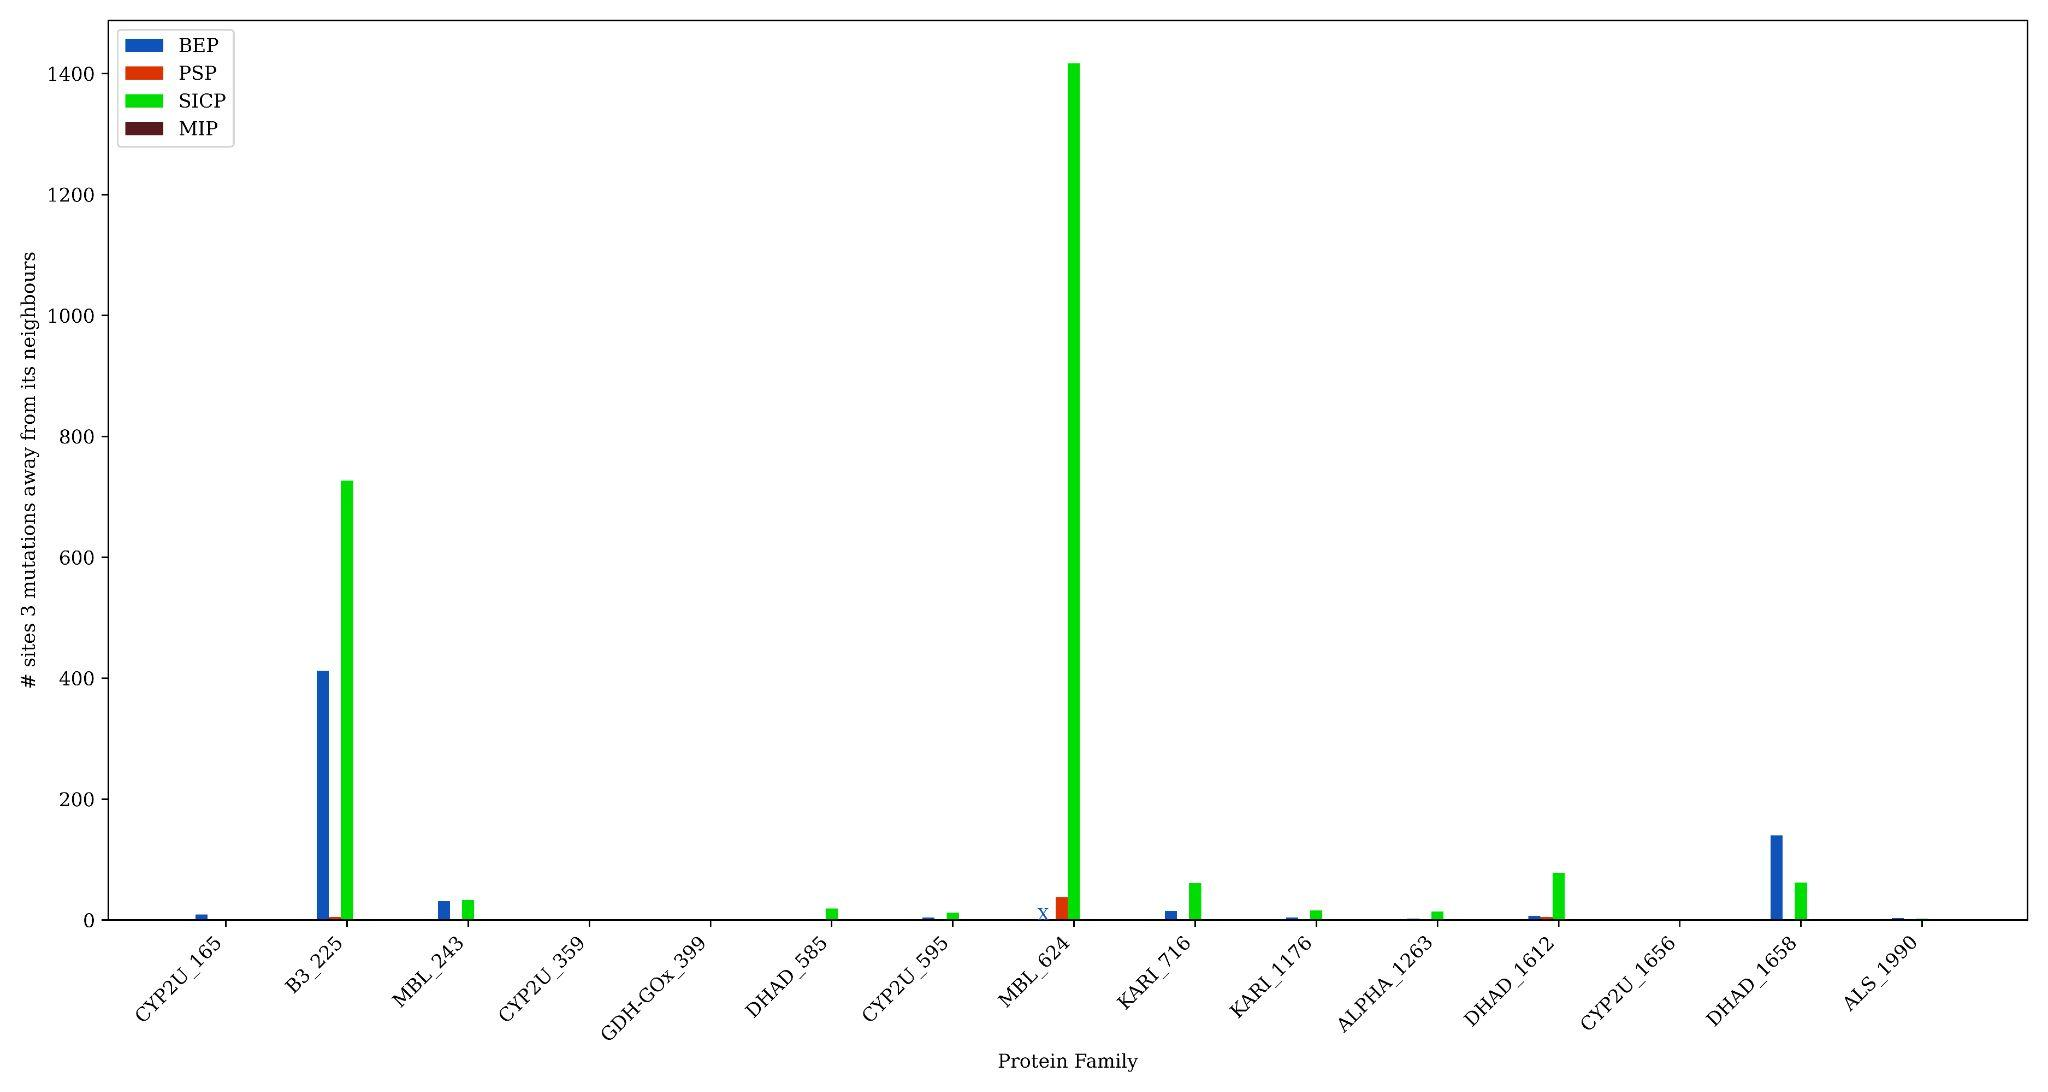 BEP
PSP
SICP
MIP
# sites 3 mutations away from its neighbours
1400
1200
1000
800
600
400
200
0
X
CYP2U_165
B3_225
MBL_243
CYP2U_359
GDH-GOx_399
DHAD_585
CYP2U_595
MBL_624
KARI_716
KARI_1176
ALPHA_1263
DHAD_1612
CYP2U_1656
DHAD_1658
ALS_1990
Protein Family